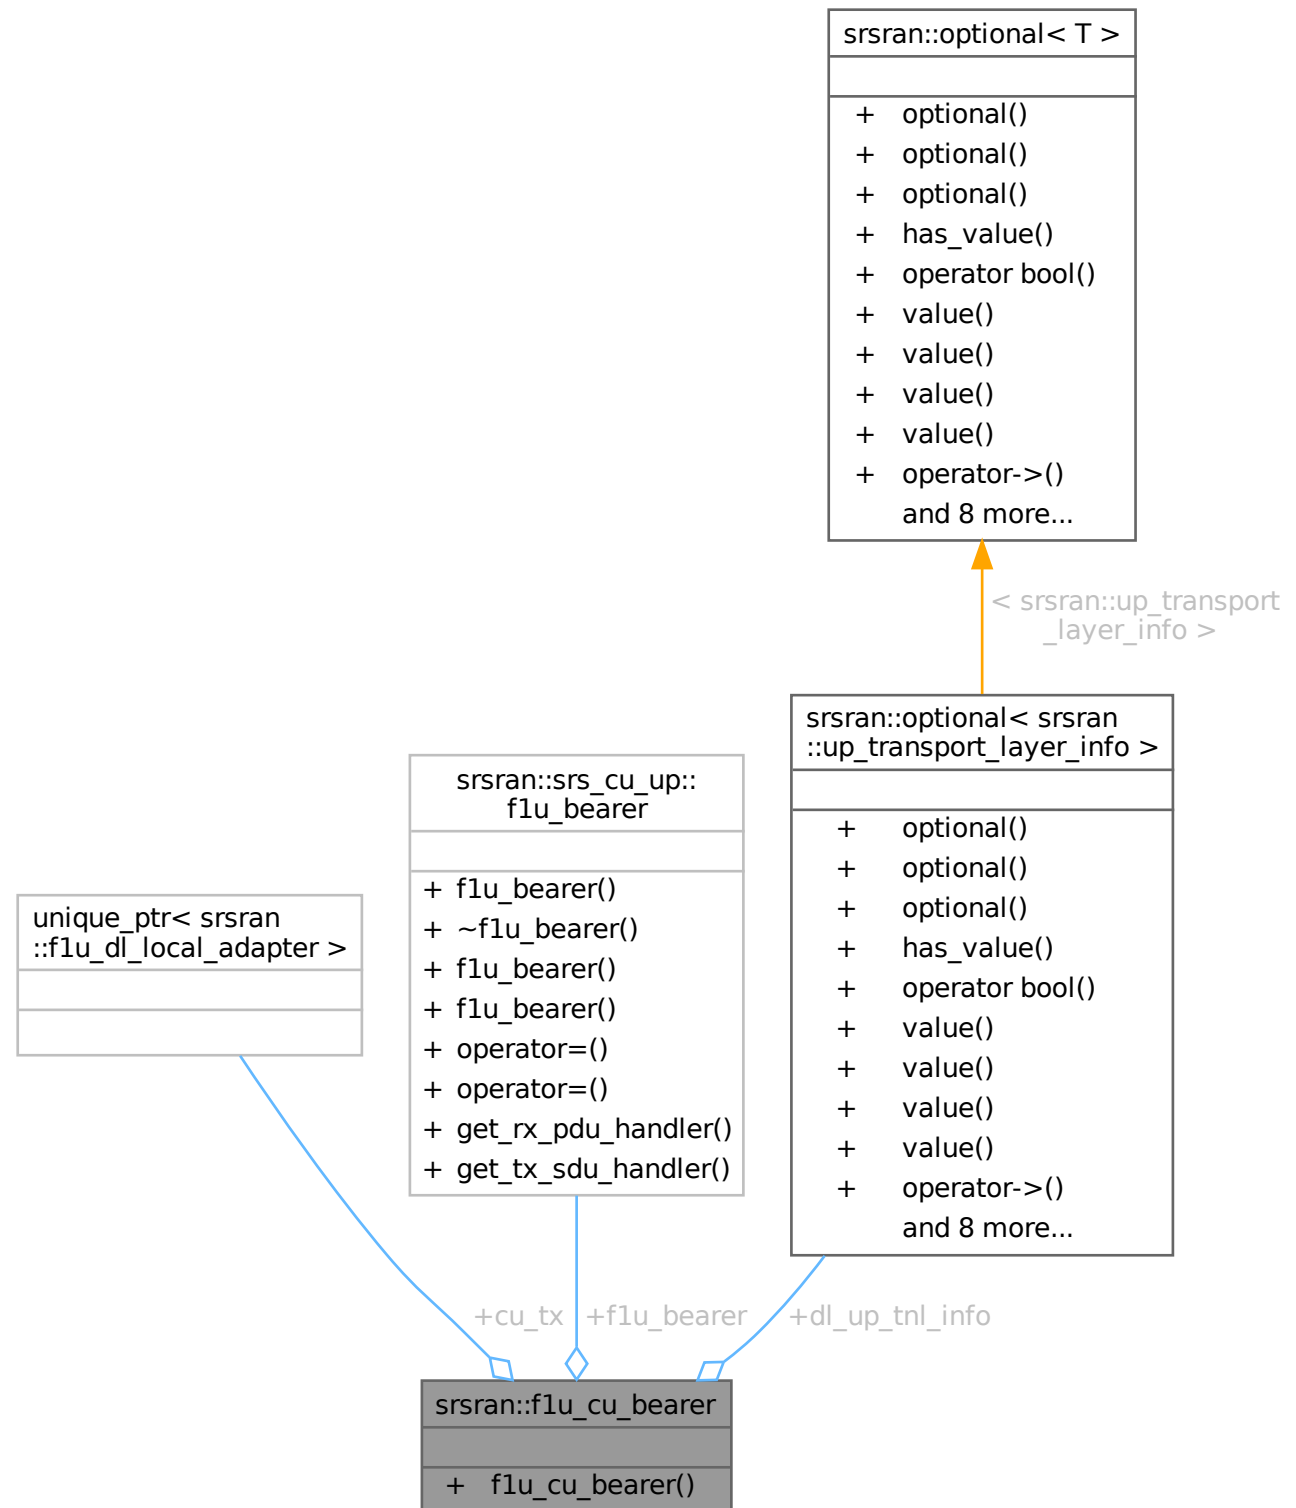 srsran::optional< T >
+ optional()
+ optional()
+ optional()
+ has_value()
+ operator bool()
+ value()
+ value()
+ value()
+ value()
+ operator->()
and 8 more...
< srsran::up_transport
_layer_info >
srsran::optional< srsran
::up_transport_layer_info >
+ optional()
+ optional()
+ optional()
+ has_value()
+ operator bool()
+ value()
+ value()
+ value()
+ value()
+ operator->()
and 8 more...
srsran::srs_cu_up::
f1u_bearer
+ f1u_bearer()
+ ~f1u_bearer()
+ f1u_bearer()
+ f1u_bearer()
+ operator=()
+ operator=()
+ get_rx_pdu_handler()
+ get_tx_sdu_handler()
unique_ptr< srsran
::f1u_dl_local_adapter >
+cu_tx
+f1u_bearer
+dl_up_tnl_info
srsran::f1u_cu_bearer
+ f1u_cu_bearer()